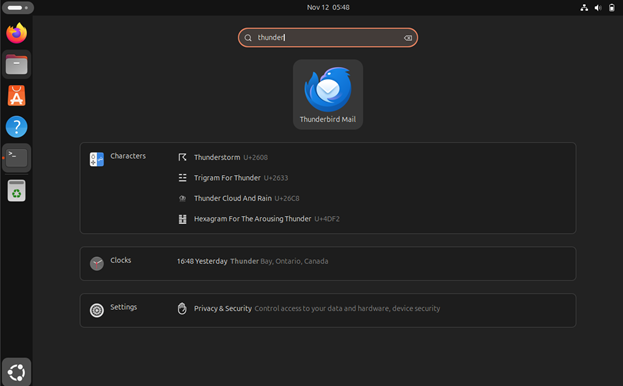 Nov 12 05:48
thunder
Thunderbird Mail
Characters
Thunderstorm U+2608
Trigram For Thunder U+2633
Thunder Cloud And Rain U+26C8
Hexagram For The Arousing Thunder U+4DF2
Clocks
16:48 Yesterday Thunder Bay, Ontario, Canada
Settings
Privacy & Security Control access to your data and hardware, device security